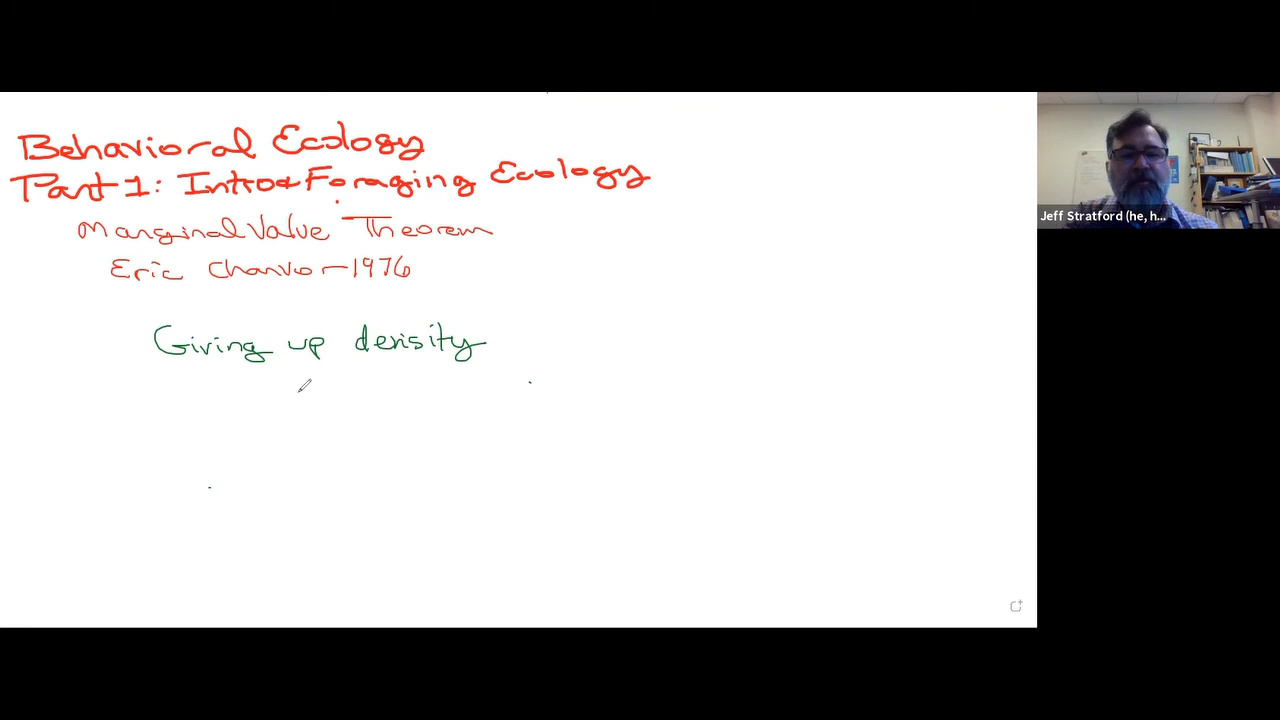 Behavioral Ecology
Part 1: Intro & Foraging Ecology
Marginal Value Theorem
Eric Charnov - 1976
Giving up density
Jeff Stratford (he, h...